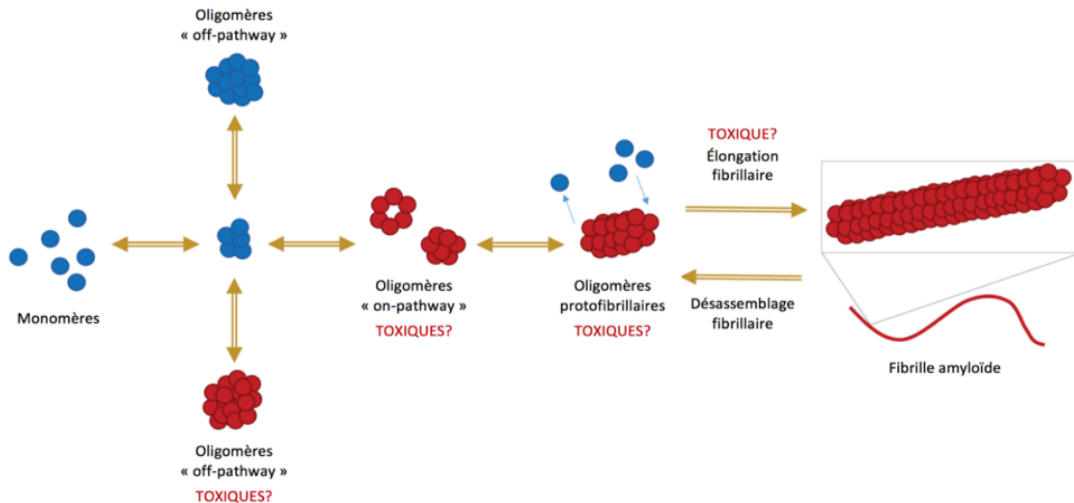 Oligomères
« off-pathway »
Monomères
Oligomères
« off-pathway »
TOXIQUES?
Oligomères
« on-pathway »
TOXIQUES?
Oligomères
protofibrillaires
TOXIQUES?
TOXIQUE?
Élongation
fibrillaire
Désassemblage
fibrillaire
Fibrille amyloïde